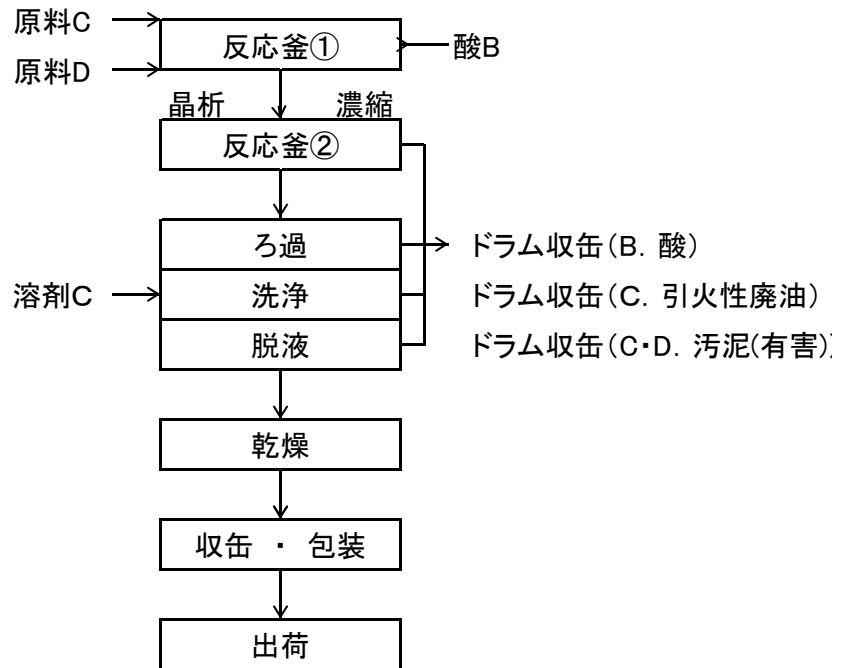 原料C
反応釜①
酸B
原料D
晶析
濃縮
反応釜②
ろ過
ドラム収缶(B. 酸)
溶剤C
洗浄
ドラム収缶(C. 引火性廃油)
脱液
ドラム収缶(C・D. 汚泥(有害))
乾燥
収缶 ・ 包装
出荷